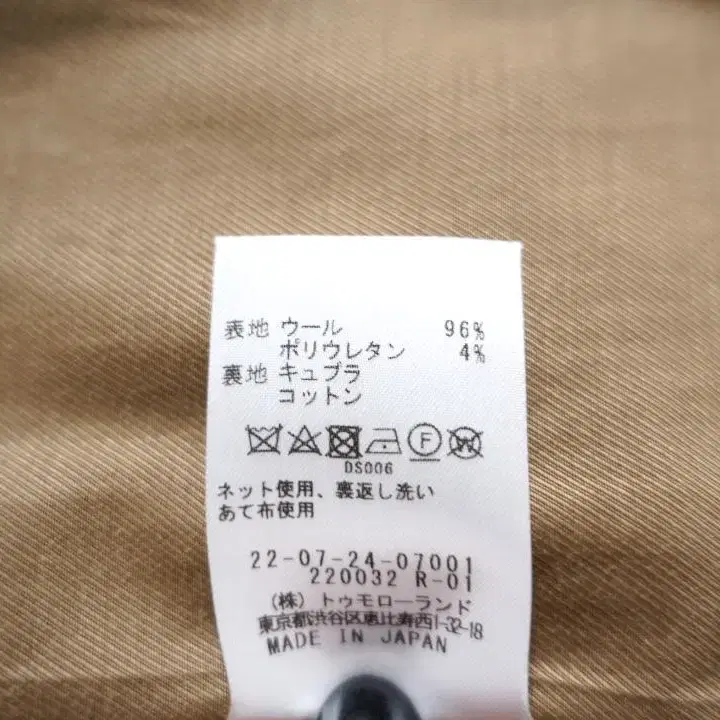 表地 ウール 96%
ポリウレタン 4%
裏地 キュプラ
コットン
F W
DS006
ネット使用、裏返し洗い
あて布使用
22-07-24-07001
220032 R-01
(株) トゥモローランド
東京都渋谷区恵比寿西1-32-18
MADE IN JAPAN